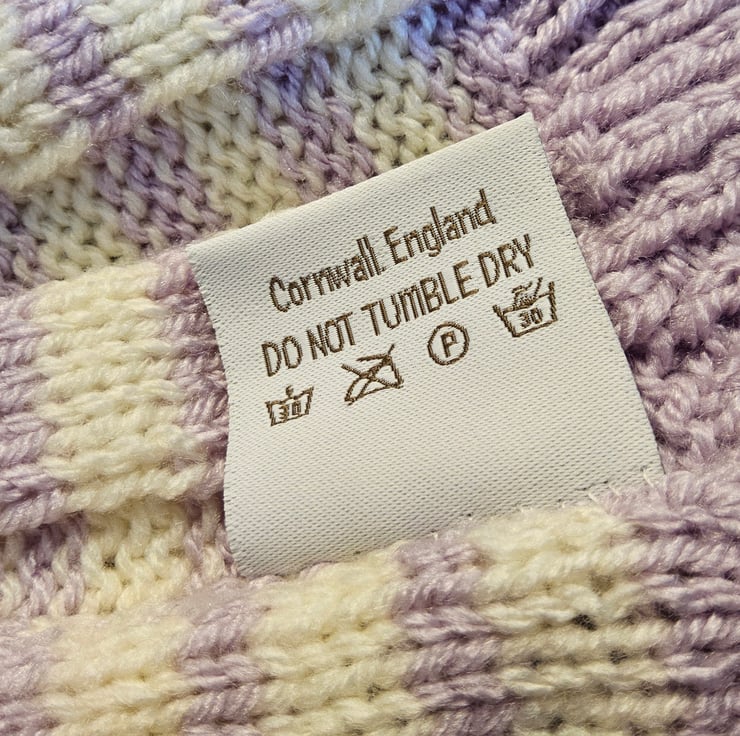 Cornwall. England
DO NOT TUMBLE DRY
30 P 30